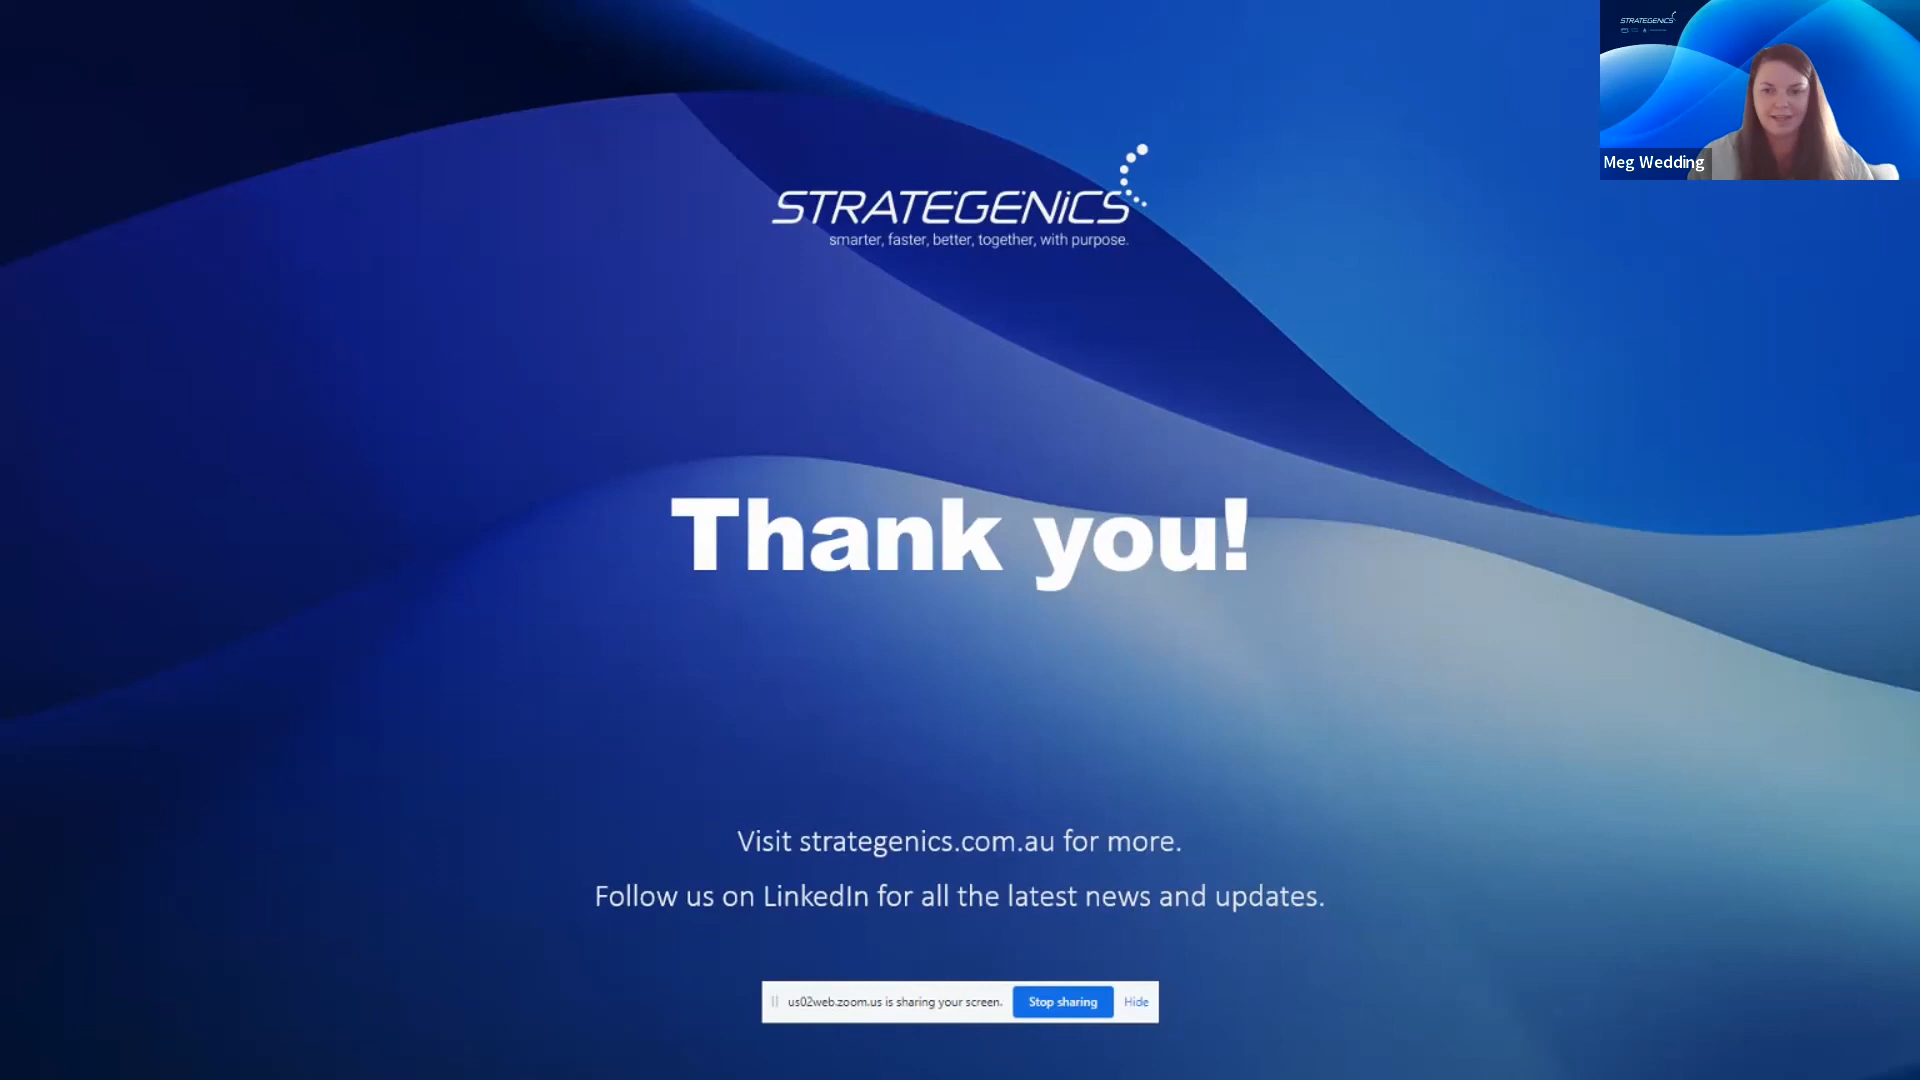 STRATEGENICS
Meg Wedding
STRATEGENICS
smarter, faster, better, together, with purpose.
Thank you!
Visit strategenics.com.au for more.
Follow us on LinkedIn for all the latest news and updates.
us02web.zoom.us is sharing your screen. Stop sharing Hide